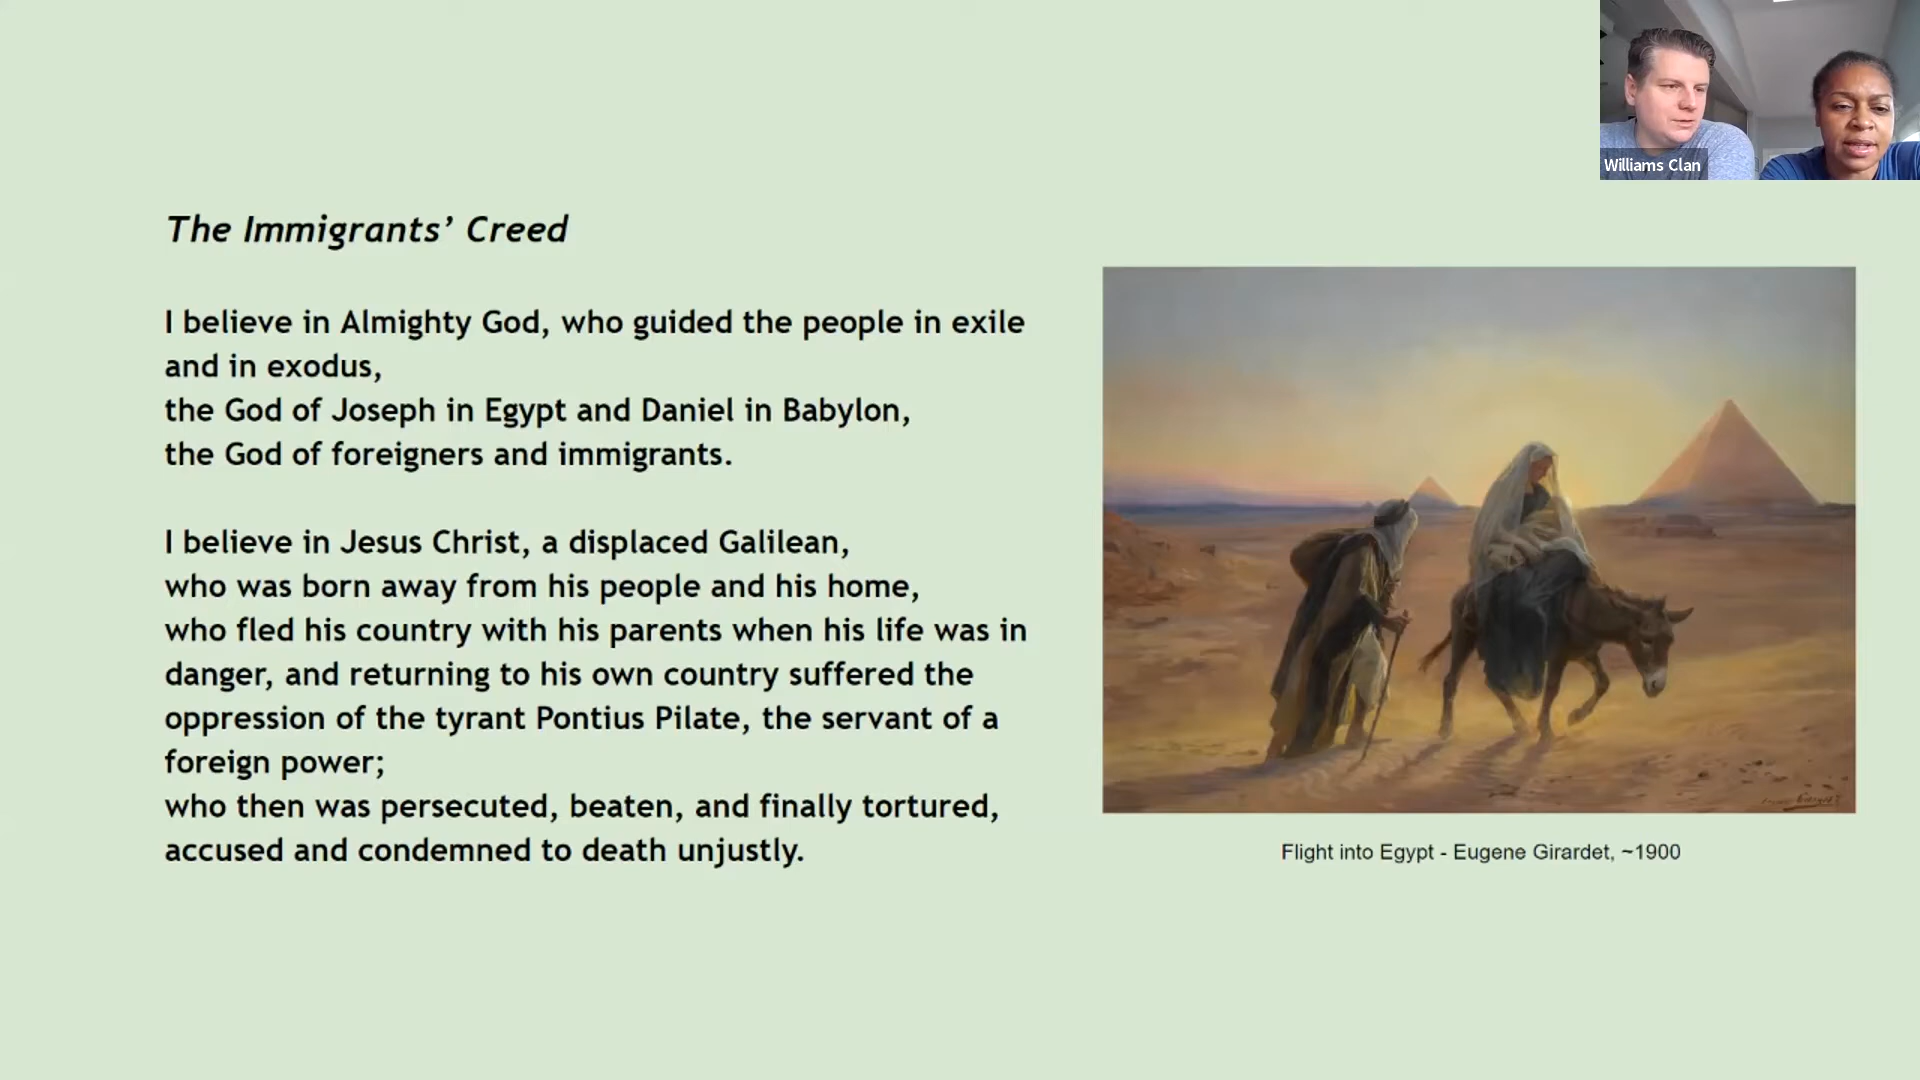 Williams Clan
The Immigrants’ Creed
I believe in Almighty God, who guided the people in exile
and in exodus,
the God of Joseph in Egypt and Daniel in Babylon,
the God of foreigners and immigrants.
I believe in Jesus Christ, a displaced Galilean,
who was born away from his people and his home,
who fled his country with his parents when his life was in
danger, and returning to his own country suffered the
oppression of the tyrant Pontius Pilate, the servant of a
foreign power;
who then was persecuted, beaten, and finally tortured,
accused and condemned to death unjustly.
Flight into Egypt - Eugene Girardet, ~1900